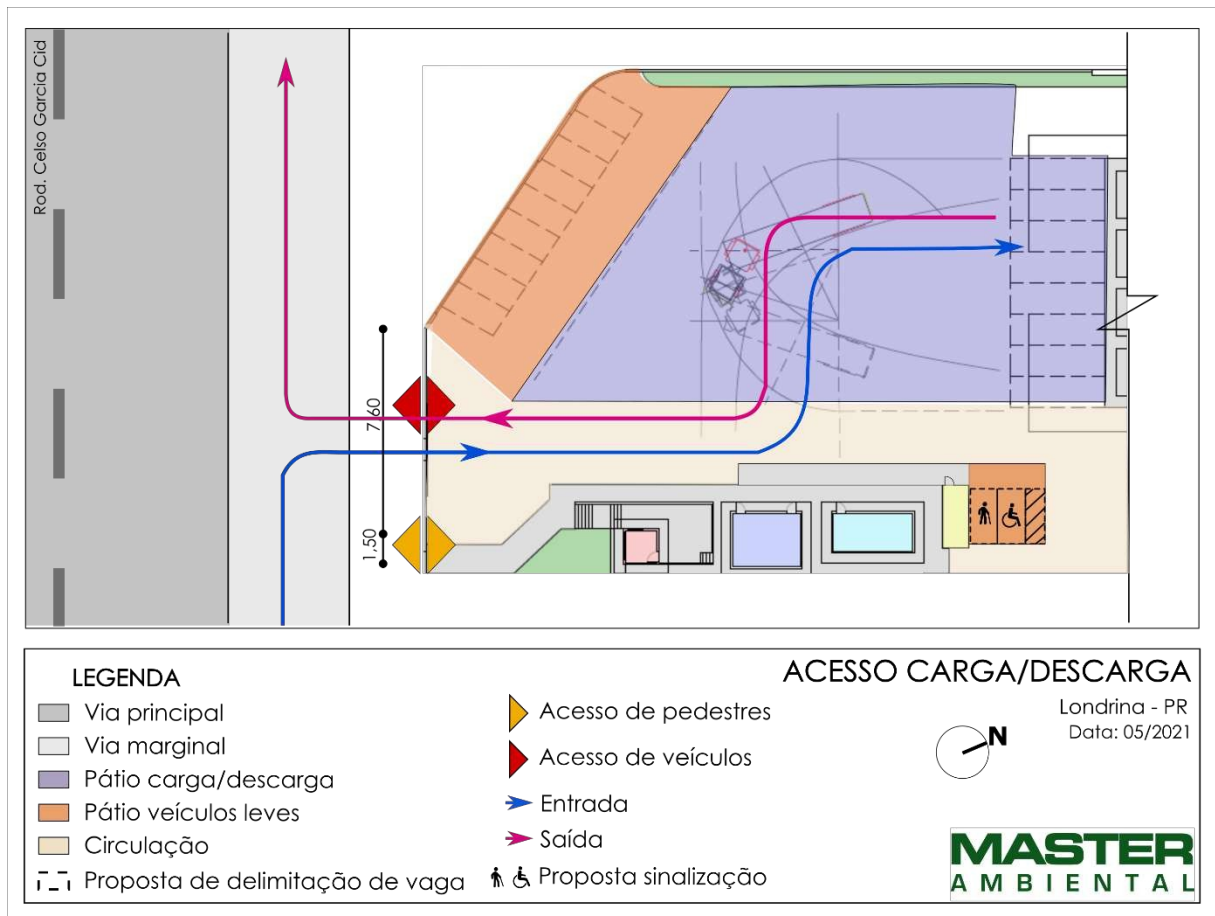 Rod. Celso Garcia Cid
7,60
1,50
LEGENDA
Via principal
Via marginal
Pátio carga/descarga
Pátio veículos leves
Circulação
Proposta de delimitação de vaga
Acesso de pedestres
Acesso de veículos
Entrada
Saída
Proposta sinalização
ACESSO CARGA/DESCARGA
Londrina - PR
Data: 05/2021
N
MASTER
AMBIENTAL